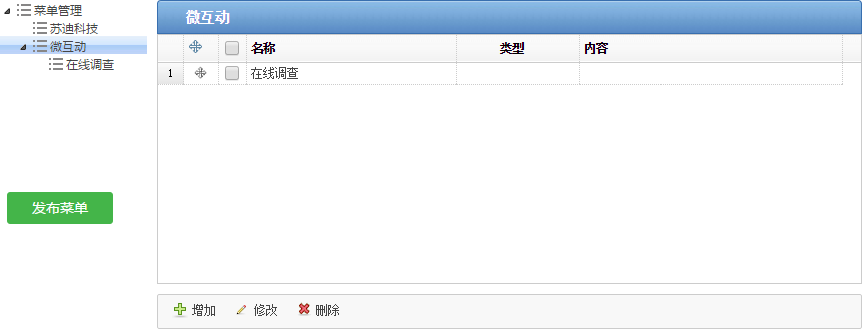 菜单管理
苏迪科技
微互动
在线调查
发布菜单
微互动
名称 类型 内容
1 在线调查
增加 修改 删除